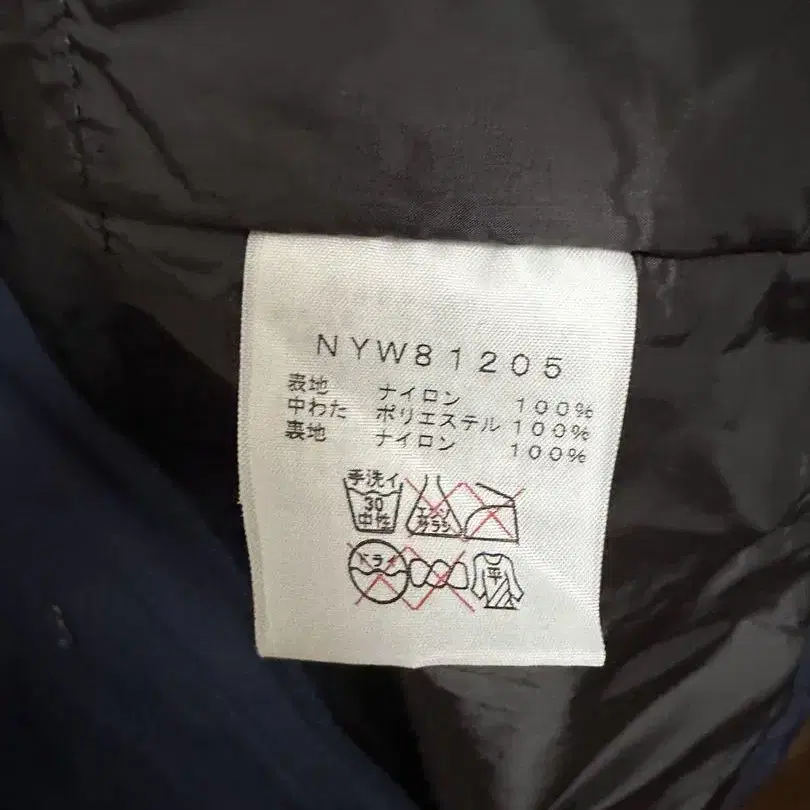 NYW81205
表地 ナイロン 100%
中わた ポリエステル 100%
裏地 ナイロン 100%
手洗イ
30
中性
エンソ
サラシ
ドライ
平